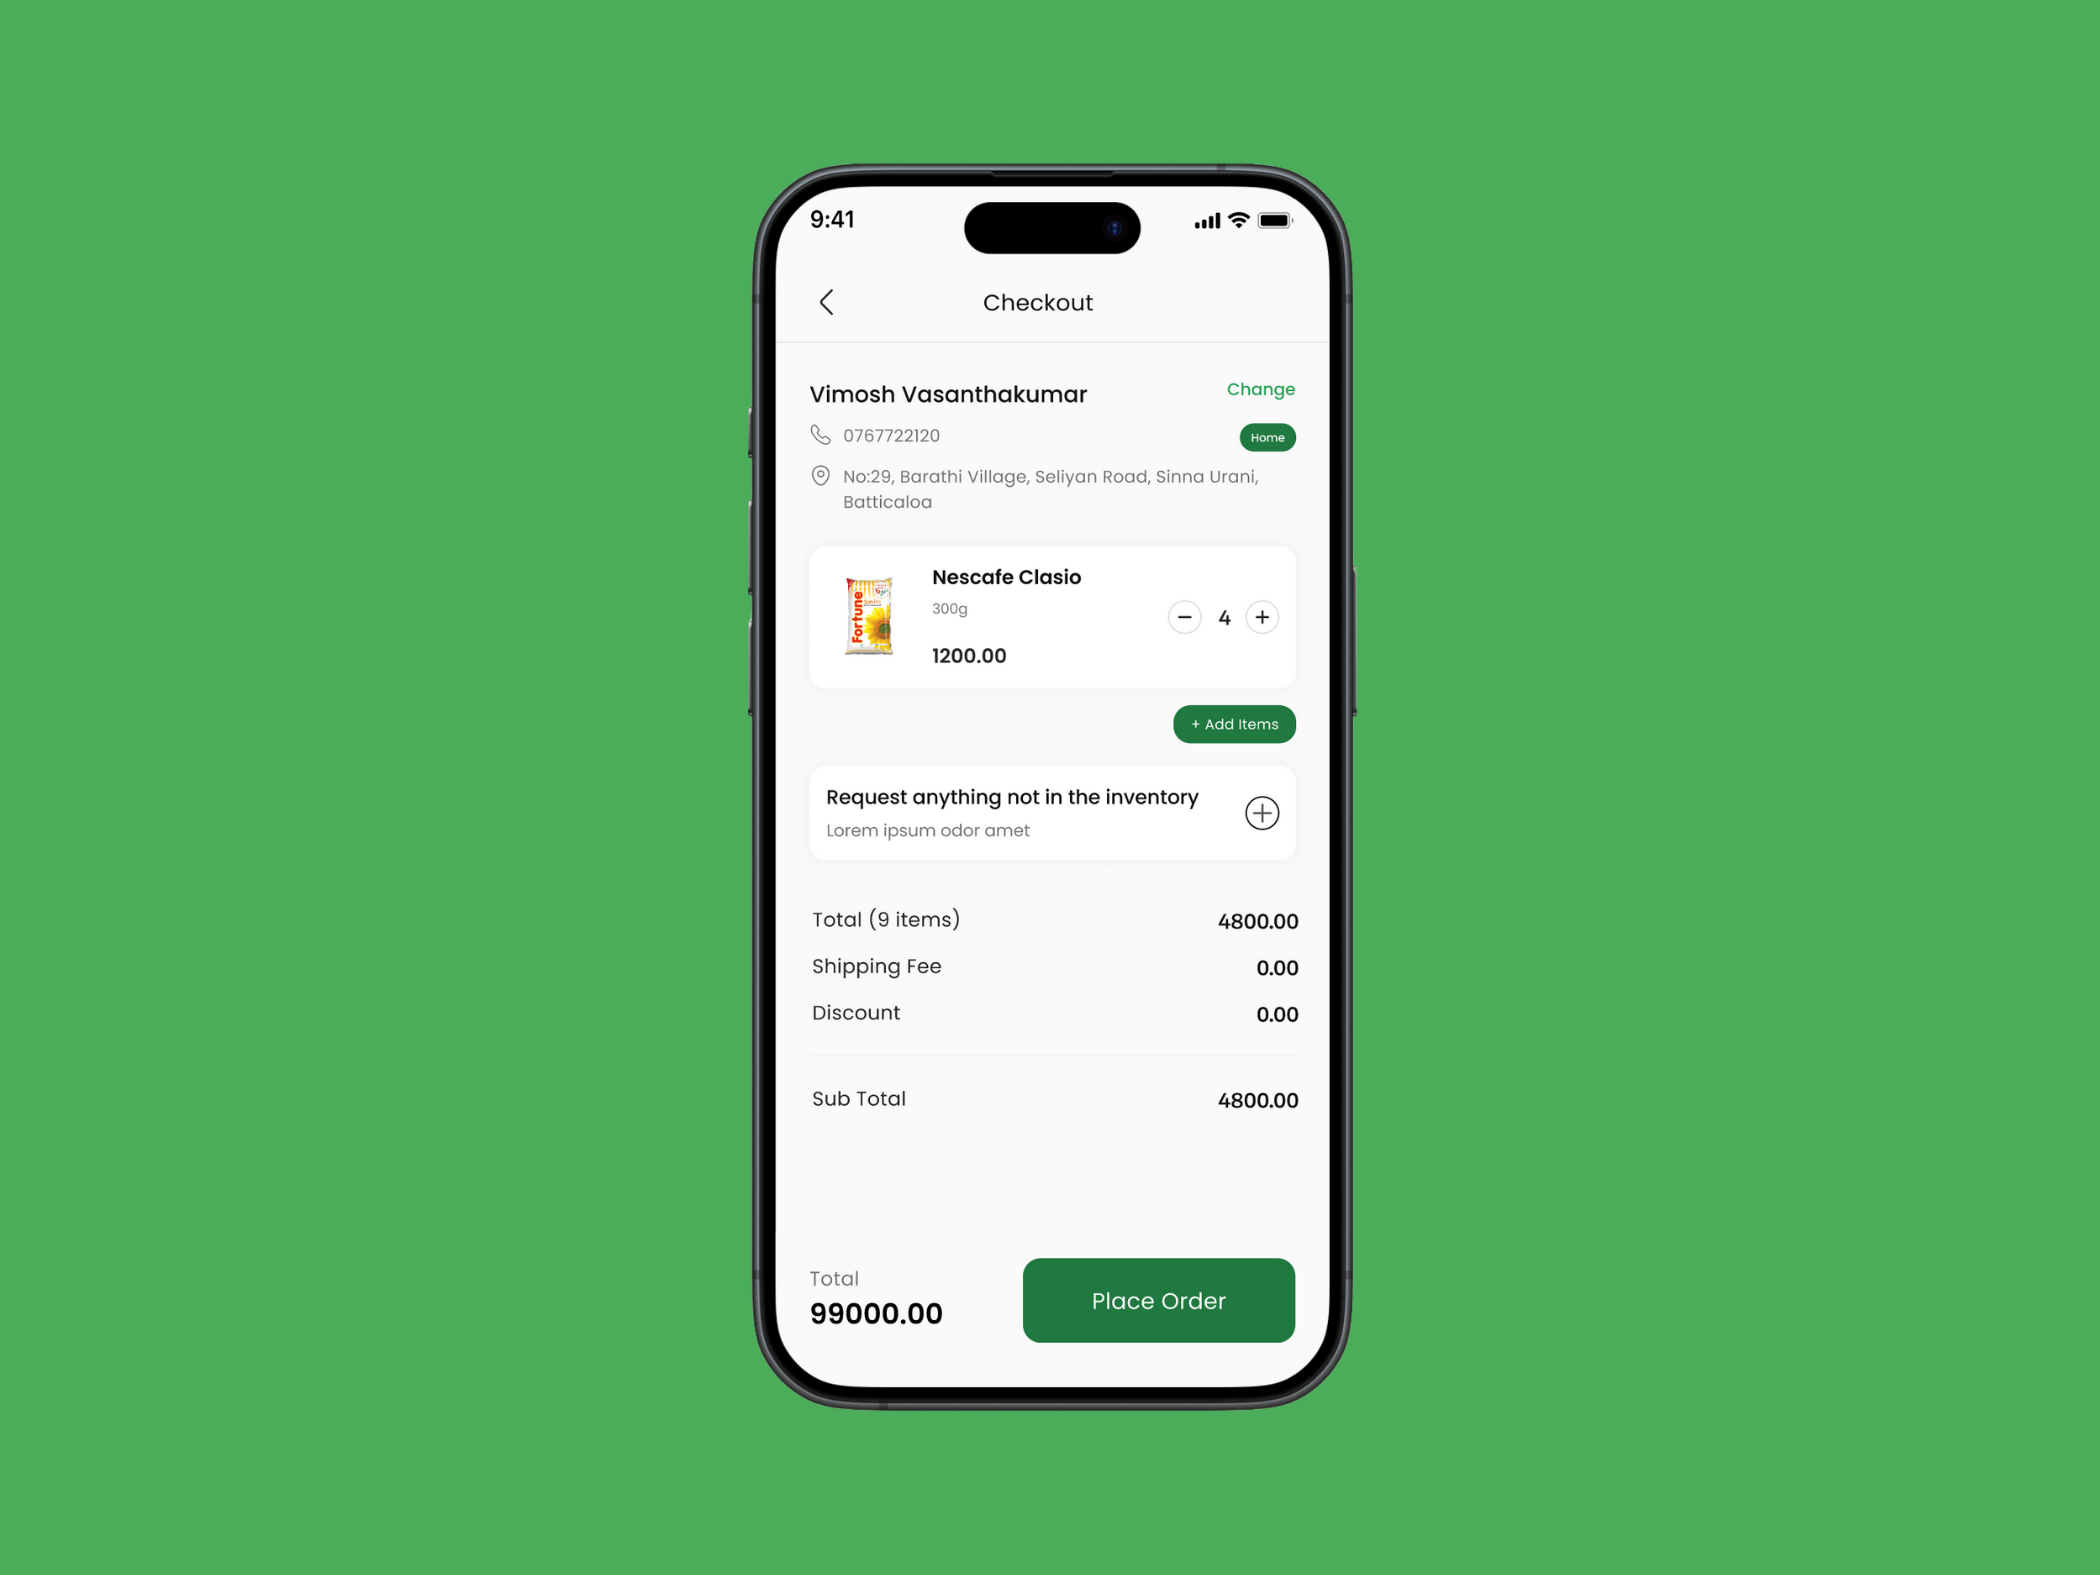 9:41
Checkout
Vimosh Vasanthakumar
Change
0767722120
Home
No:29, Barathi Village, Seliyan Road, Sinna Urani,
Batticaloa
Fortune
Nescafe Clasio
300g
1200.00
4
+ Add Items
Request anything not in the inventory
Lorem ipsum odor amet
Total (9 items)
4800.00
Shipping Fee
0.00
Discount
0.00
Sub Total
4800.00
Total
99000.00
Place Order